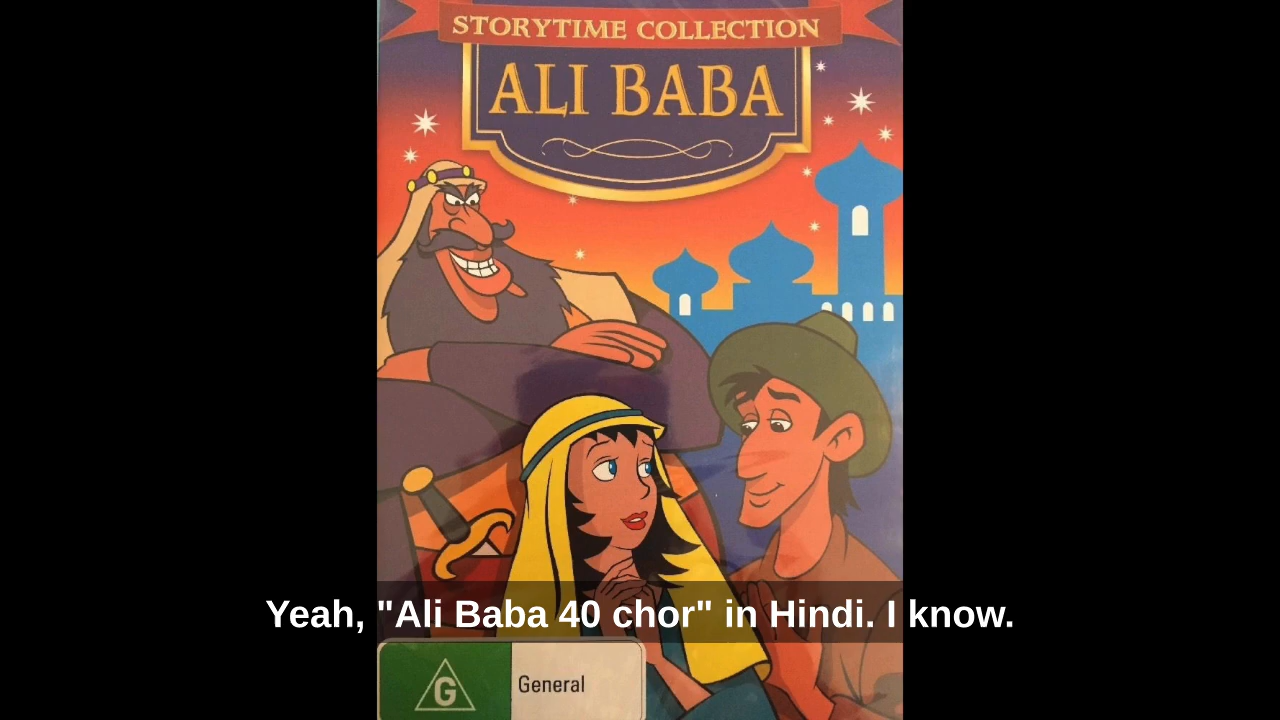 STORYTIME COLLECTION
ALI BABA
Yeah, "Ali Baba 40 chor" in Hindi. I know.
G
General